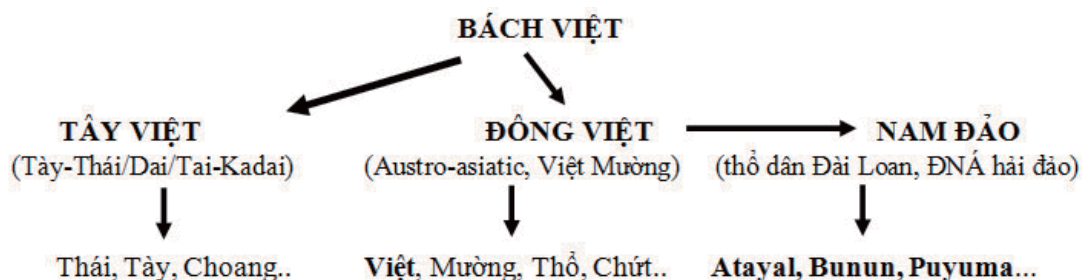 BÁCH VIỆT
TÂY VIỆT ĐÔNG VIỆT NAM ĐẢO
(Tày-Thái/Dai/Tai-Kadai) (Austro-asiatic, Việt Mường) (thổ dân Đài Loan, ĐNÁ hải đảo)
Thái, Tày, Choang.. Việt, Mường, Thổ, Chứt.. Atayal, Bunun, Puyuma...